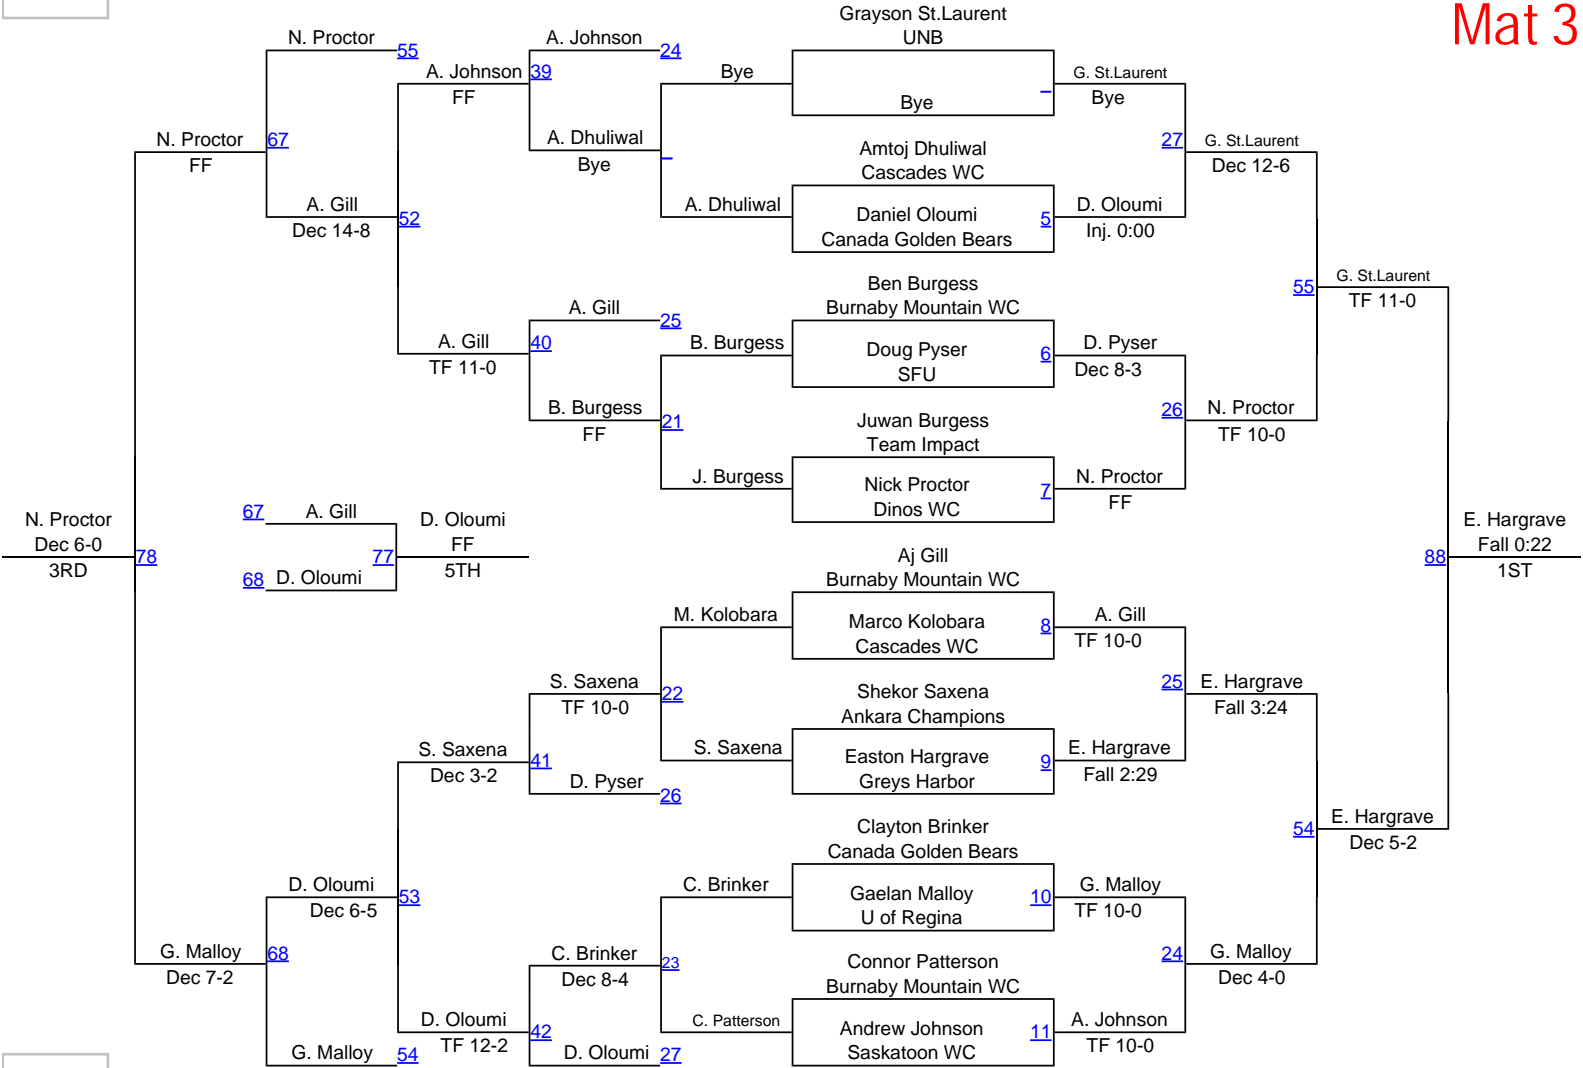 Mat 3
Grayson St.Laurent
UNB
Bye
Amtoj Dhuliwal
Cascades WC
Daniel Oloumi
Canada Golden Bears
5
Ben Burgess
Burnaby Mountain WC
Doug Pyser
SFU
6
Juwan Burgess
Team Impact
Nick Proctor
Dinos WC
7
Aj Gill
Burnaby Mountain WC
Marco Kolobara
Cascades WC
8
Shekor Saxena
Ankara Champions
Easton Hargrave
Greys Harbor
9
Clayton Brinker
Canada Golden Bears
Gaelan Malloy
U of Regina
10
Connor Patterson
Burnaby Mountain WC
Andrew Johnson
Saskatoon WC
11
G. St.Laurent
Bye
27
D. Oloumi
Inj. 0:00
D. Pyser
Dec 8-3
26
N. Proctor
FF
A. Gill
TF 10-0
25
E. Hargrave
Fall 2:29
G. Malloy
TF 10-0
24
A. Johnson
TF 10-0
G. St.Laurent
Dec 12-6
55
N. Proctor
TF 10-0
E. Hargrave
Fall 3:24
54
G. Malloy
Dec 4-0
G. St.Laurent
TF 11-0
88
E. Hargrave
Dec 5-2
E. Hargrave
Fall 0:22
1ST
Bye
A. Dhuliwal
B. Burgess
21
J. Burgess
M. Kolobara
22
S. Saxena
C. Brinker
23
C. Patterson
A. Johnson
24
39
A. Dhuliwal
Bye
A. Gill
25
40
B. Burgess
FF
S. Saxena
TF 10-0
41
D. Pyser
26
C. Brinker
Dec 8-4
42
D. Oloumi
27
A. Johnson
FF
52
A. Gill
TF 11-0
S. Saxena
Dec 3-2
53
D. Oloumi
TF 12-2
N. Proctor
55
67
A. Gill
Dec 14-8
D. Oloumi
Dec 6-5
68
G. Malloy
54
N. Proctor
FF
78
G. Malloy
Dec 7-2
N. Proctor
Dec 6-0
3RD
67
A. Gill
77
68
D. Oloumi
D. Oloumi
FF
5TH